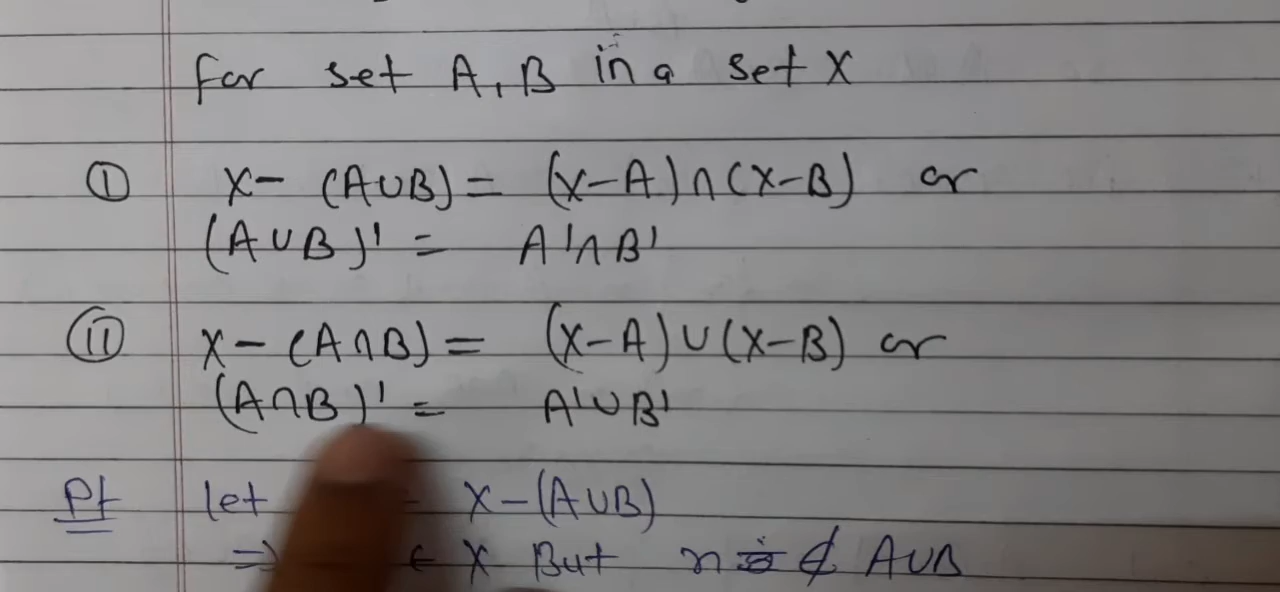 For set A, B in a set X
① X - (A∪B) = (X-A)∩(X-B) or
(A∪B)' = A'∩B'
ⓘⓘ X - (A∩B) = (X-A)∪(X-B) or
(A∩B)' = A'∪B'
Pf let X-(A∪B)
=> ∈ X But n ∉ A∪B